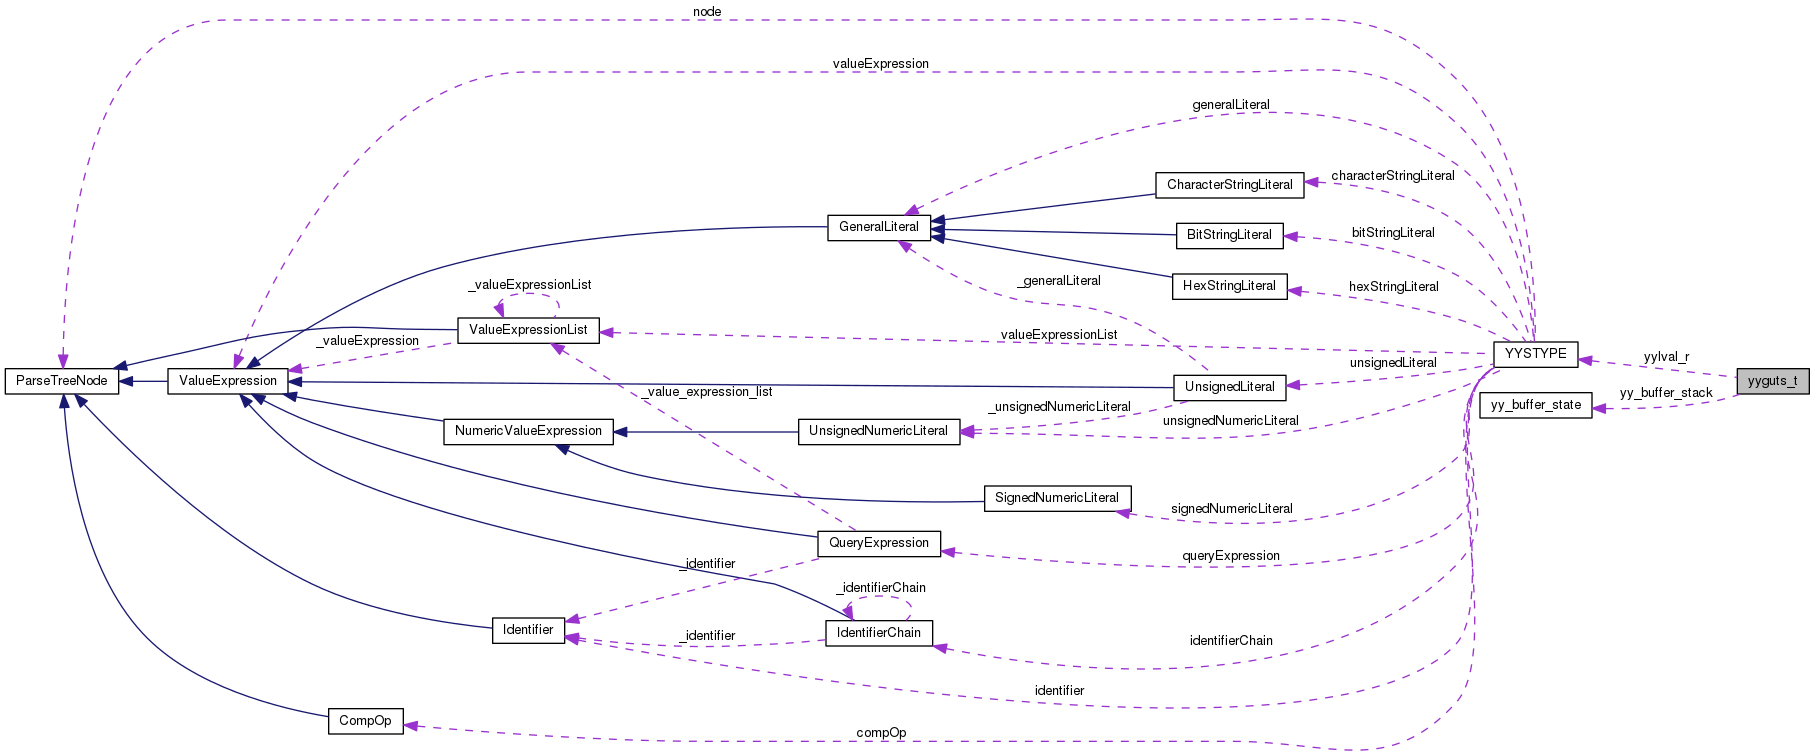 node
valueExpression
generalLiteral
CharacterStringLiteral
characterStringLiteral
GeneralLiteral
BitStringLiteral
bitStringLiteral
_generalLiteral
_valueExpressionList
HexStringLiteral
hexStringLiteral
ValueExpressionList
valueExpressionList
_valueExpression
YYSTYPE
yylval_r
unsignedLiteral
ParseTreeNode
ValueExpression
UnsignedLiteral
yyguts_t
_value_expression_list
yy_buffer_stack
_unsignedNumericLiteral
yy_buffer_state
unsignedNumericLiteral
NumericValueExpression
UnsignedNumericLiteral
SignedNumericLiteral
signedNumericLiteral
QueryExpression
queryExpression
_identifier
_identifierChain
Identifier
_identifier
IdentifierChain
identifierChain
identifier
CompOp
compOp